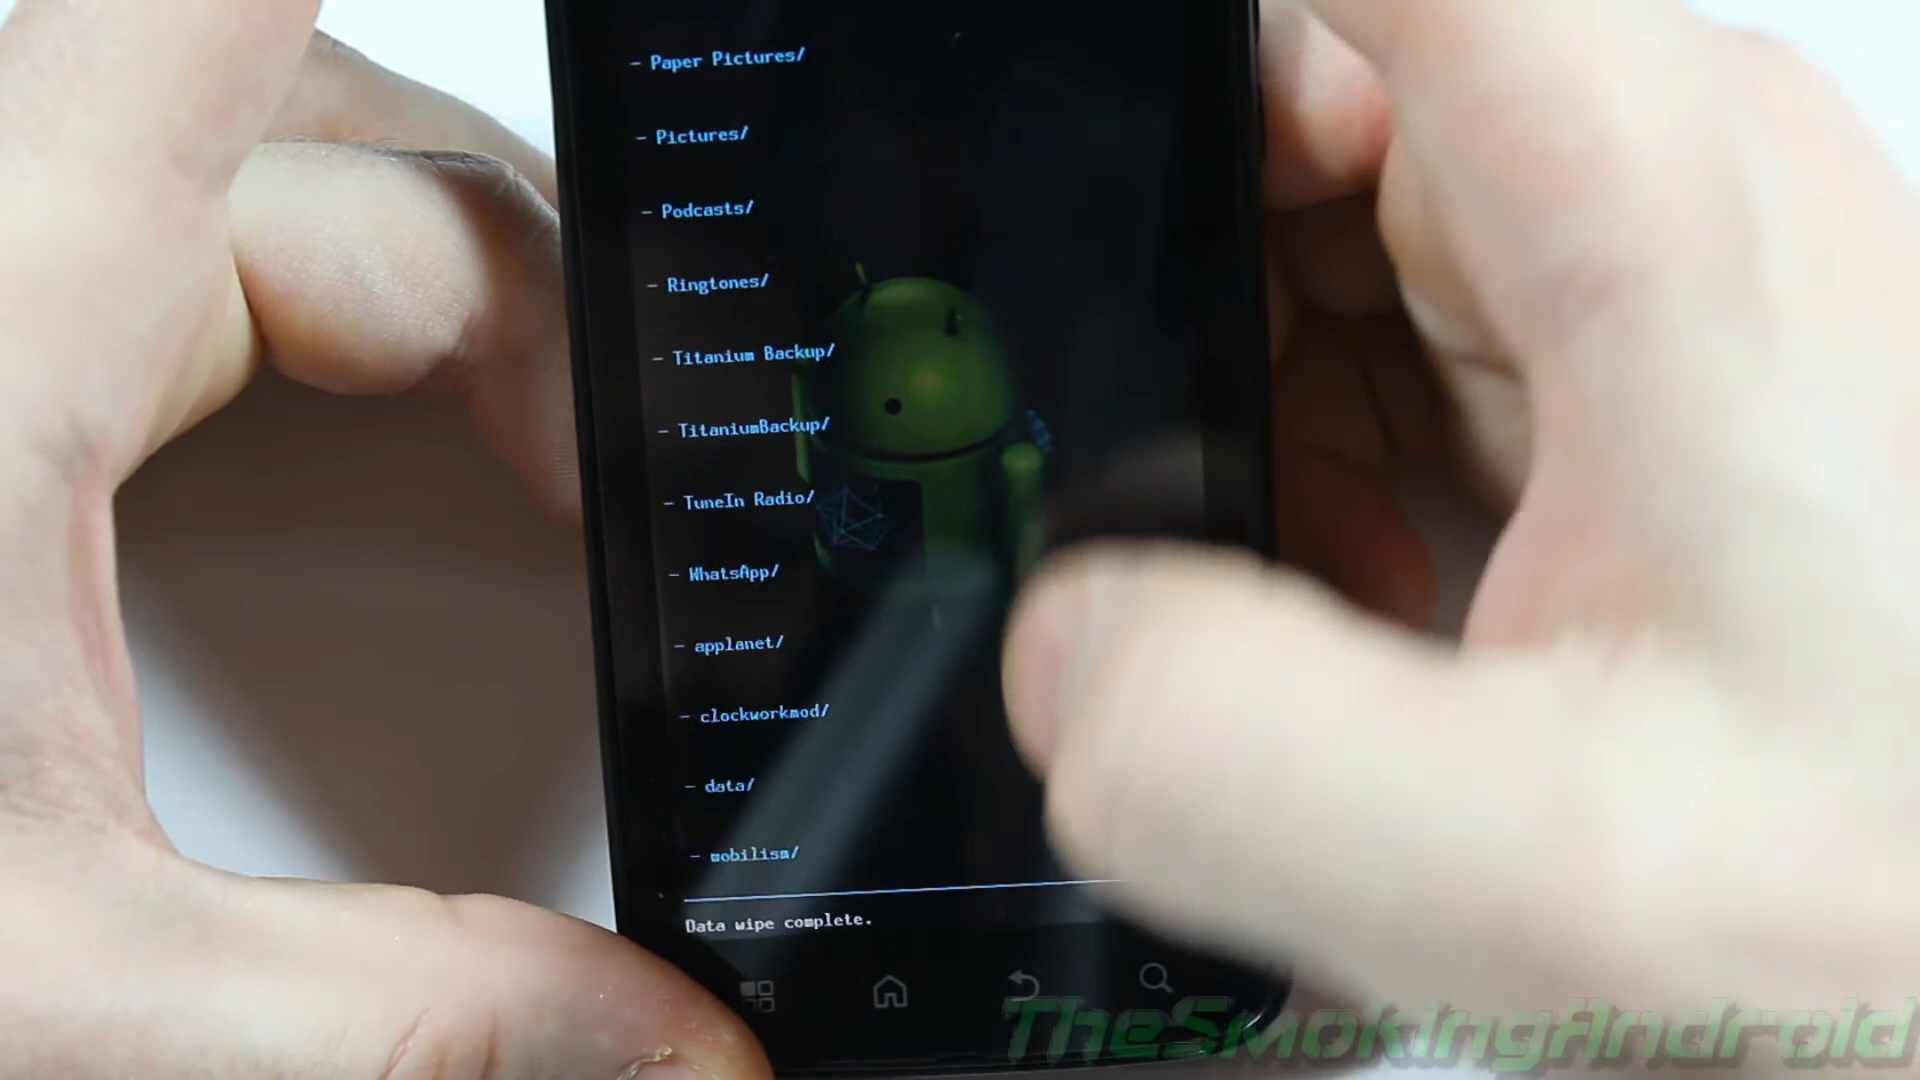 - Paper Pictures/
- Pictures/
- Podcasts/
- Ringtones/
- Titanium Backup/
- TitaniumBackup/
- TuneIn Radio/
- WhatsApp/
- applanet/
- clockworkmod/
- data/
- mobilism/
Data wipe complete.
TheSmokingAndroid